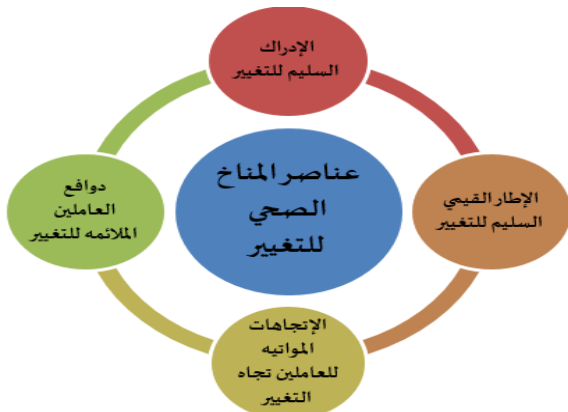 الإدراك
السليم للتغيير
عناصر المناخ
الصحي
للتغيير
الإطار القيمي
السليم للتغيير
دوافع
العاملين
الملائمه للتغيير
الإتجاهات
المواتيه
للعاملين تجاه
التغيير